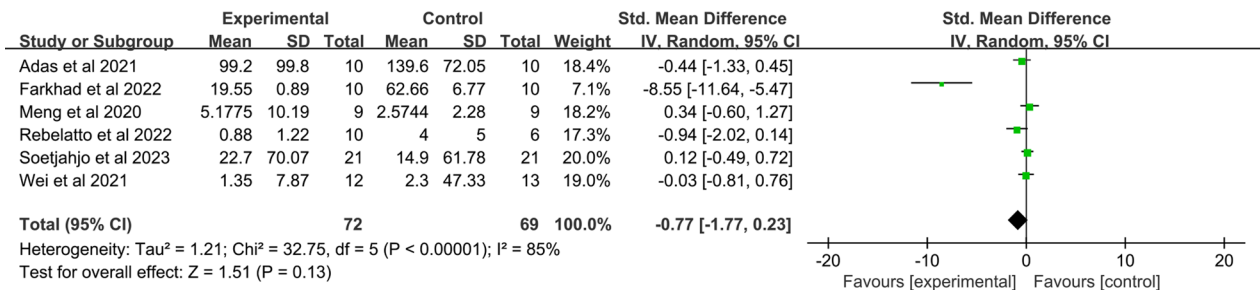 Experimental Control Std. Mean Difference Std. Mean Difference
Study or Subgroup Mean SD Total Mean SD Total Weight IV, Random, 95% CI IV, Random, 95% CI
Adas et al 2021 99.2 99.8 10 139.6 72.05 10 18.4% -0.44 [-1.33, 0.45]
Farkhad et al 2022 19.55 0.89 10 62.66 6.77 10 7.1% -8.55 [-11.64, -5.47]
Meng et al 2020 5.1775 10.19 9 2.5744 2.28 9 18.2% 0.34 [-0.60, 1.27]
Rebelatto et al 2022 0.88 1.22 10 4 5 6 17.3% -0.94 [-2.02, 0.14]
Soetjahjo et al 2023 22.7 70.07 21 14.9 61.78 21 20.0% 0.12 [-0.49, 0.72]
Wei et al 2021 1.35 7.87 12 2.3 47.33 13 19.0% -0.03 [-0.81, 0.76]
Total (95% CI) 72 69 100.0% -0.77 [-1.77, 0.23]
Heterogeneity: Tau² = 1.21; Chi² = 32.75, df = 5 (P < 0.00001); I² = 85%
Test for overall effect: Z = 1.51 (P = 0.13)
-20 -10 0 10 20
Favours [experimental] Favours [control]